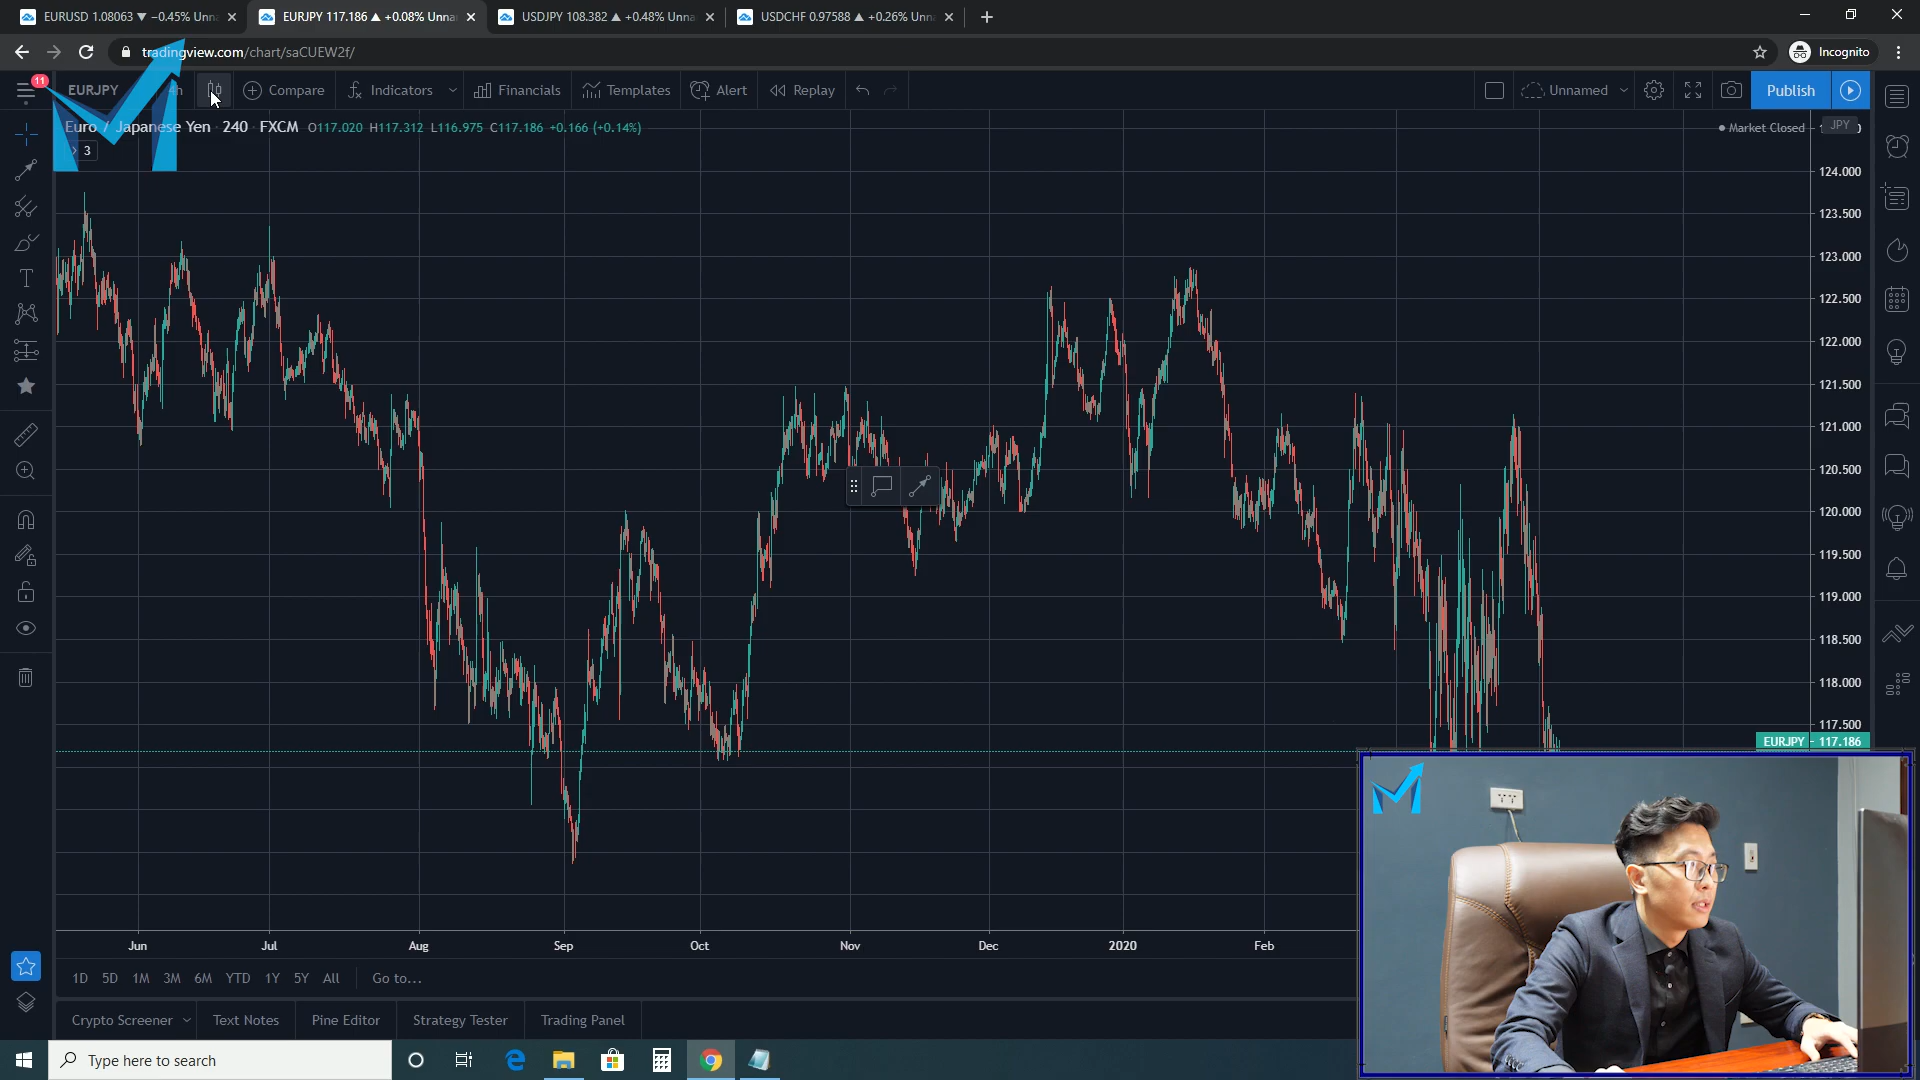 EURUSD 1.08063 ▼ −0.45% Unna
EURJPY 117.186 ▲ +0.08% Unna
USDJPY 108.382 ▲ +0.48% Unna
USDCHF 0.97588 ▲ +0.26% Unna
tradingview.com/chart/saCUEW2f/
Incognito
11
EURJPY
4h
Compare
Indicators
Financials
Templates
Alert
Replay
Unnamed
Publish
Euro / Japanese Yen 240 FXCM O117.020 H117.312 L116.975 C117.186 +0.166 (+0.14%)
Market Closed
JPY
3
124.000
123.500
123.000
122.500
122.000
121.500
121.000
120.500
120.000
119.500
119.000
118.500
118.000
117.500
EURJPY 117.186
Jun Jul Aug Sep Oct Nov Dec 2020 Feb
1D 5D 1M 3M 6M YTD 1Y 5Y All Go to...
Crypto Screener Text Notes Pine Editor Strategy Tester Trading Panel
Type here to search